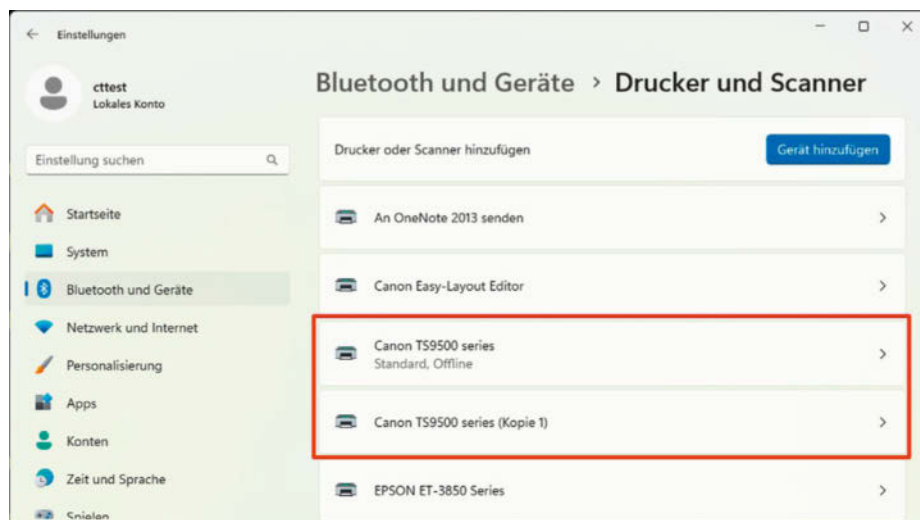 Einstellungen
cttest
Lokales Konto
Einstellung suchen
Startseite
System
Bluetooth und Geräte
Netzwerk und Internet
Personalisierung
Apps
Konten
Zeit und Sprache
Spielen
Bluetooth und Geräte > Drucker und Scanner
Drucker oder Scanner hinzufügen
Gerät hinzufügen
An OneNote 2013 senden
Canon Easy-Layout Editor
Canon TS9500 series
Standard, Offline
Canon TS9500 series (Kopie 1)
EPSON ET-3850 Series